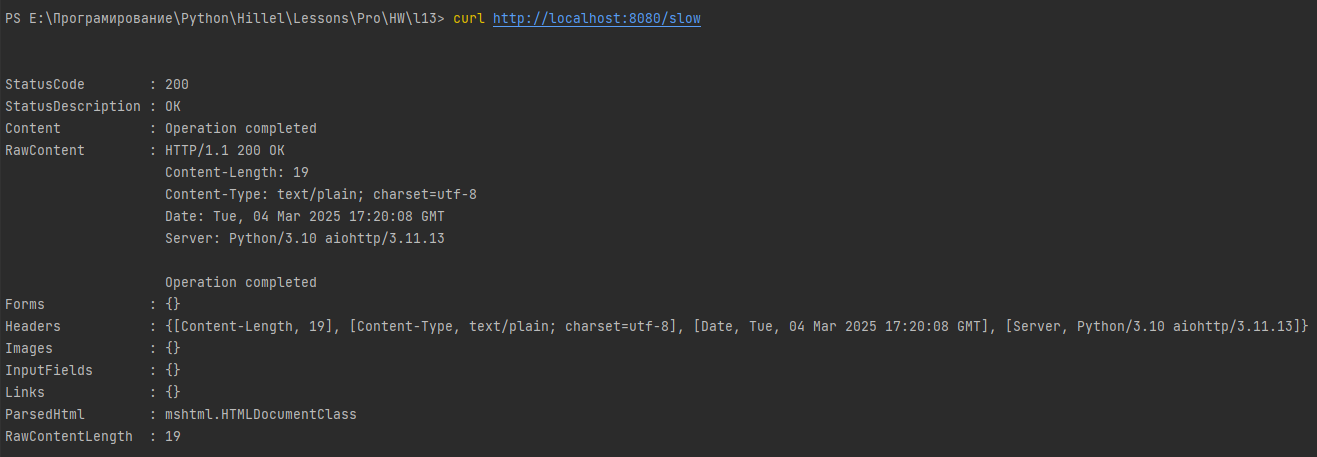 PS E:\Програмирование\Python\Hillel\Lessons\Pro\HW\l13> curl http://localhost:8080/slow
StatusCode        : 200
StatusDescription : OK
Content           : Operation completed
RawContent        : HTTP/1.1 200 OK
                    Content-Length: 19
                    Content-Type: text/plain; charset=utf-8
                    Date: Tue, 04 Mar 2025 17:20:08 GMT
                    Server: Python/3.10 aiohttp/3.11.13
                    Operation completed
Forms             : {}
Headers           : {[Content-Length, 19], [Content-Type, text/plain; charset=utf-8], [Date, Tue, 04 Mar 2025 17:20:08 GMT], [Server, Python/3.10 aiohttp/3.11.13]}
Images            : {}
InputFields       : {}
Links             : {}
ParsedHtml        : mshtml.HTMLDocumentClass
RawContentLength  : 19